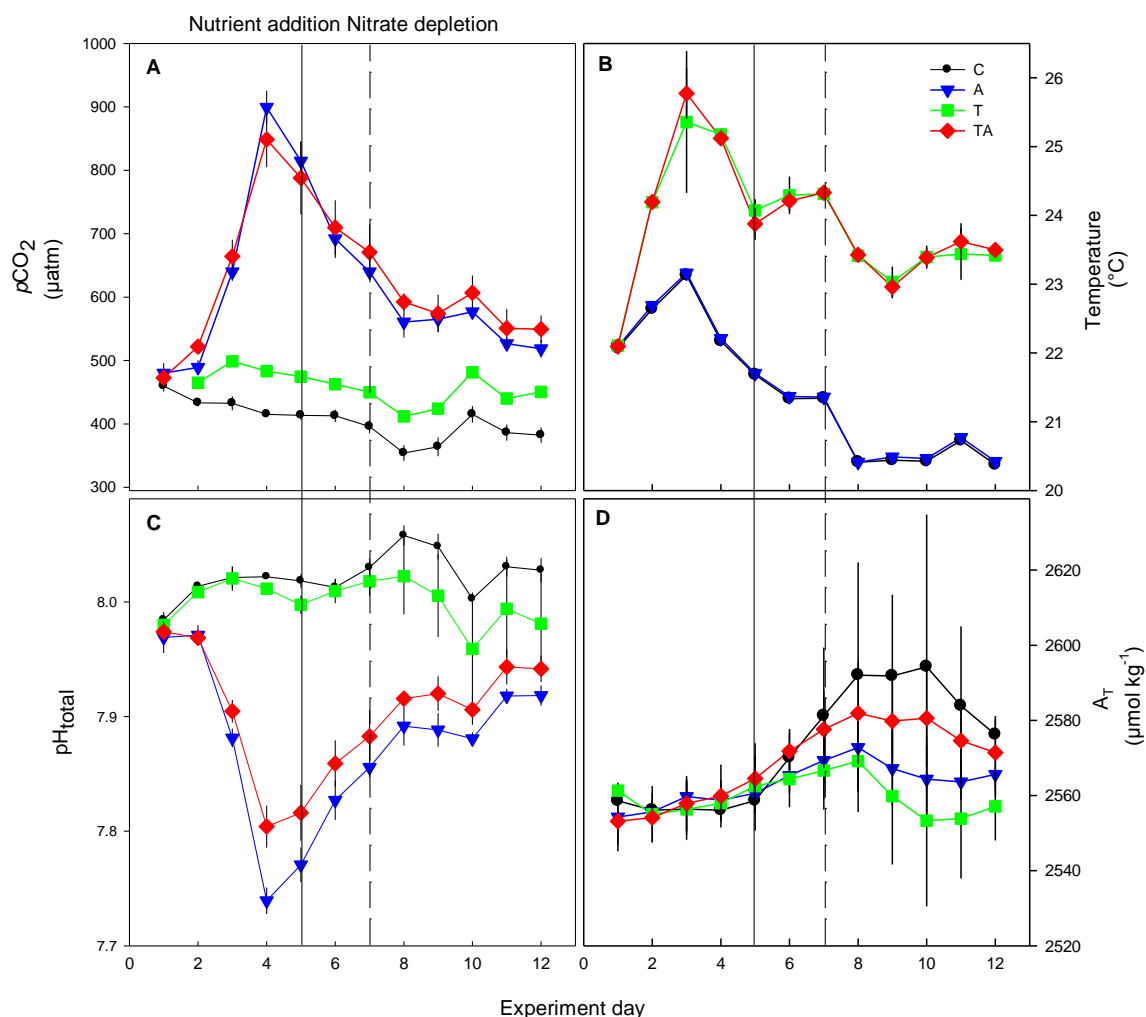 Nutrient addition Nitrate depletion
A
1000
900
800
700
600
500
400
300
pCO2
(µatm)
B
C
A
T
TA
26
25
24
23
22
21
20
Temperature
(°C)
C
8.0
7.9
7.8
7.7
pHtotal
0 2 4 6 8 10 12
D
2620
2600
2580
2560
2540
2520
AT
(µmol kg-1)
0 2 4 6 8 10 12
Experiment day